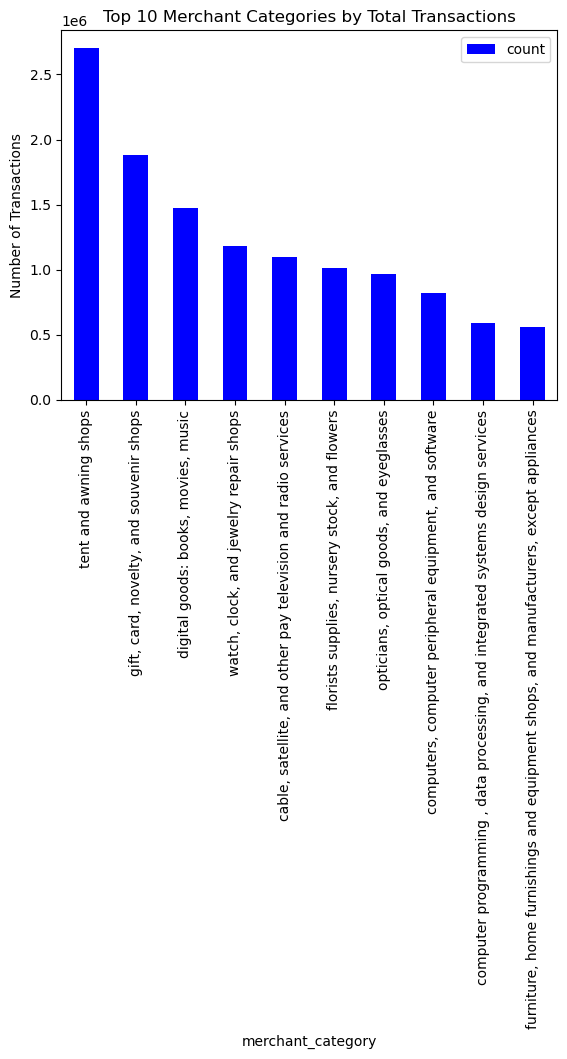 Top 10 Merchant Categories by Total Transactions
1e6
count
Number of Transactions
2.5
2.0
1.5
1.0
0.5
0.0
tent and awning shops
gift, card, novelty, and souvenir shops
digital goods: books, movies, music
watch, clock, and jewelry repair shops
cable, satellite, and other pay television and radio services
florists supplies, nursery stock, and flowers
opticians, optical goods, and eyeglasses
computers, computer peripheral equipment, and software
computer programming , data processing, and integrated systems design services
furniture, home furnishings and equipment shops, and manufacturers, except appliances
merchant_category